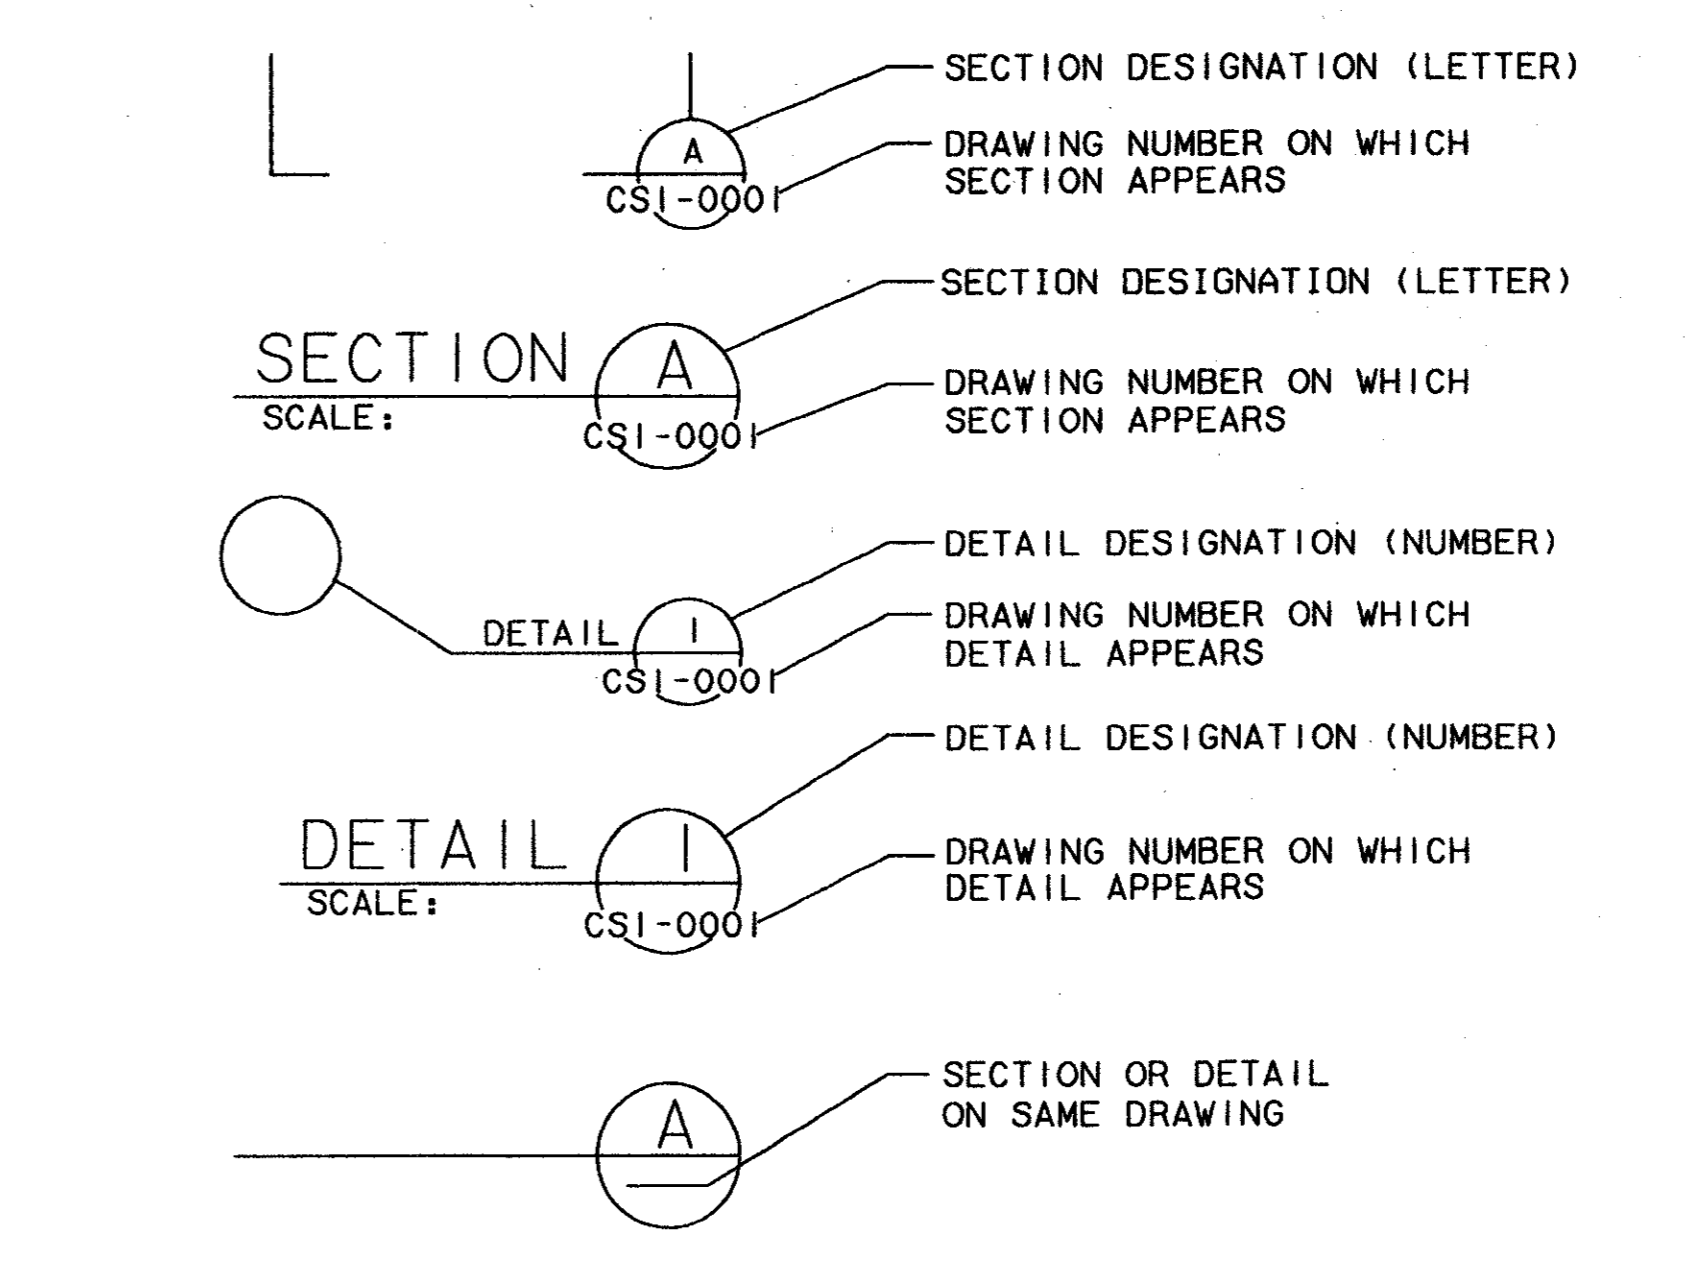 SECTION DESIGNATION (LETTER)
A
DRAWING NUMBER ON WHICH
SECTION APPEARS
CS1-0001
SECTION DESIGNATION (LETTER)
SECTION A
DRAWING NUMBER ON WHICH
SECTION APPEARS
SCALE:
CS1-0001
DETAIL DESIGNATION (NUMBER)
DETAIL 1
DRAWING NUMBER ON WHICH
DETAIL APPEARS
CS1-0001
DETAIL DESIGNATION (NUMBER)
DETAIL 1
DRAWING NUMBER ON WHICH
DETAIL APPEARS
SCALE:
CS1-0001
SECTION OR DETAIL
ON SAME DRAWING
A